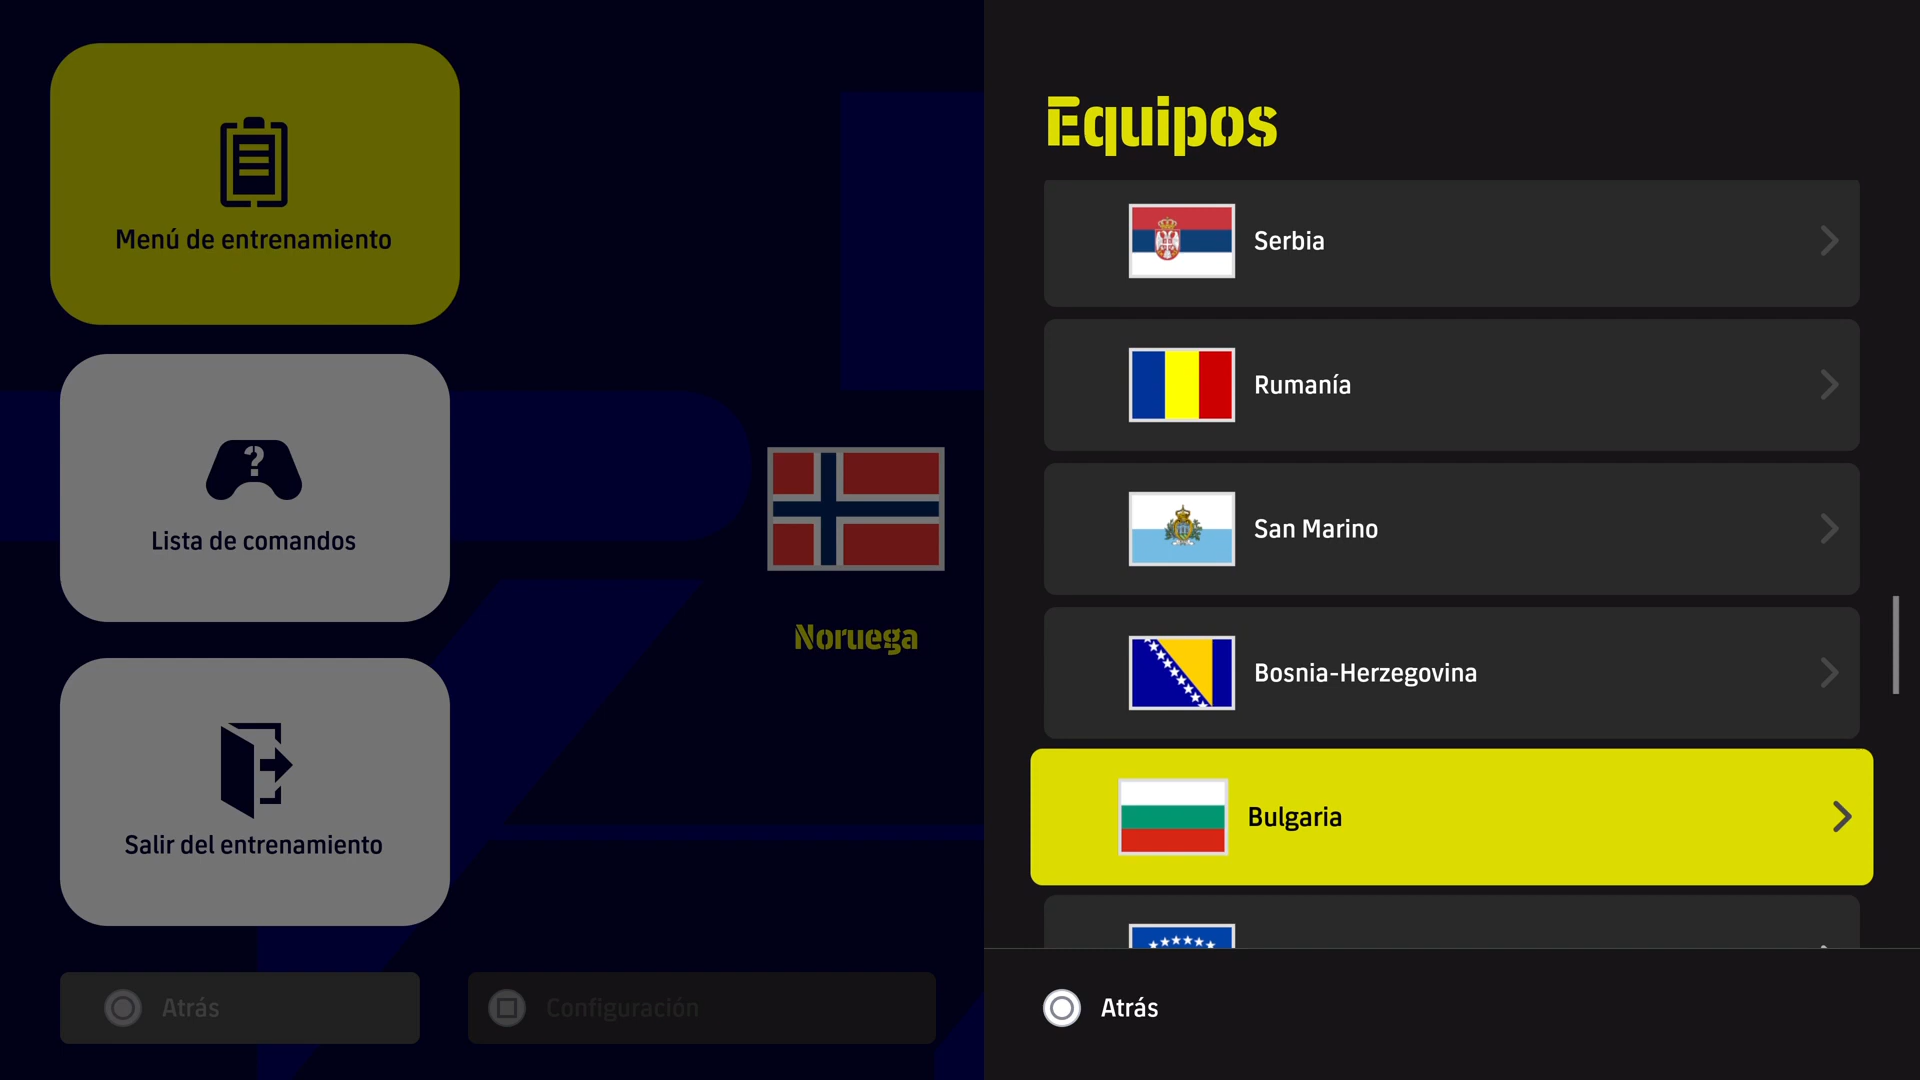 Menú de entrenamiento
Lista de comandos
Salir del entrenamiento
Atrás
Configuración
Noruega
Equipos
Serbia
Rumanía
San Marino
Bosnia-Herzegovina
Bulgaria
Atrás